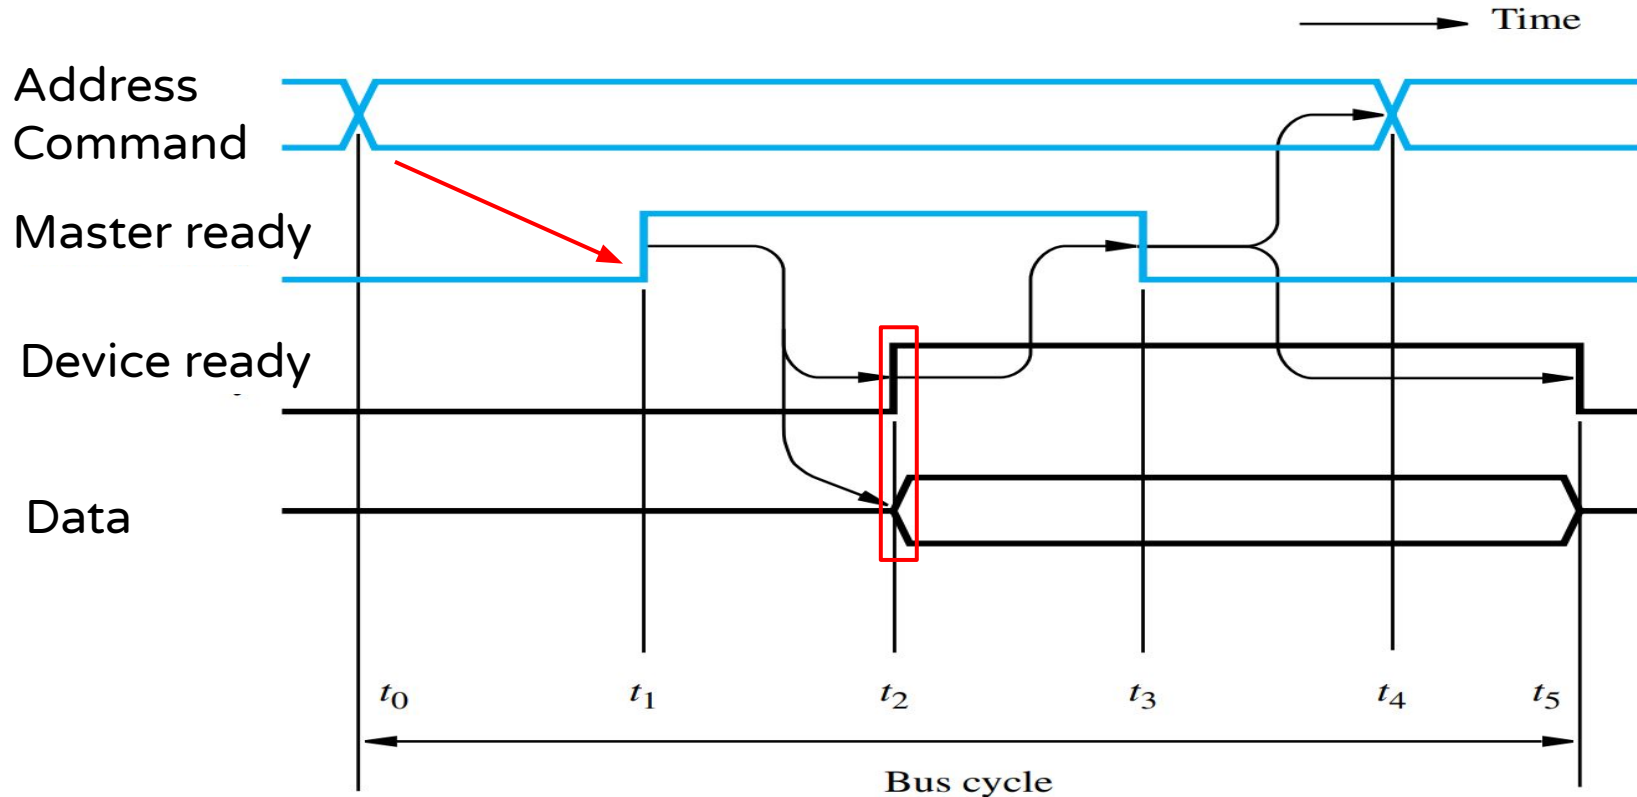 Time
Address
Command
Master ready
Device ready
Data
t0 t1 t2 t3 t4 t5
Bus cycle